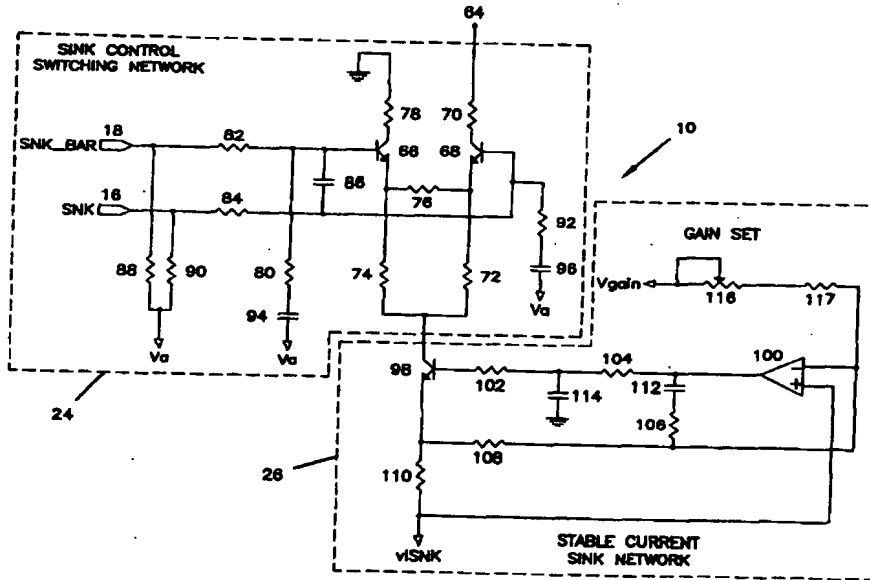 64
SINK CONTROL
SWITCHING NETWORK
78
70
10
SNK_BAR
18
82
66
68
86
76
SNK
16
84
92
GAIN SET
88
90
80
74
72
96
Vgain
116
117
94
Va
Va
Va
98
104
100
102
114
112
24
106
108
26
110
vISNK
STABLE CURRENT
SINK NETWORK